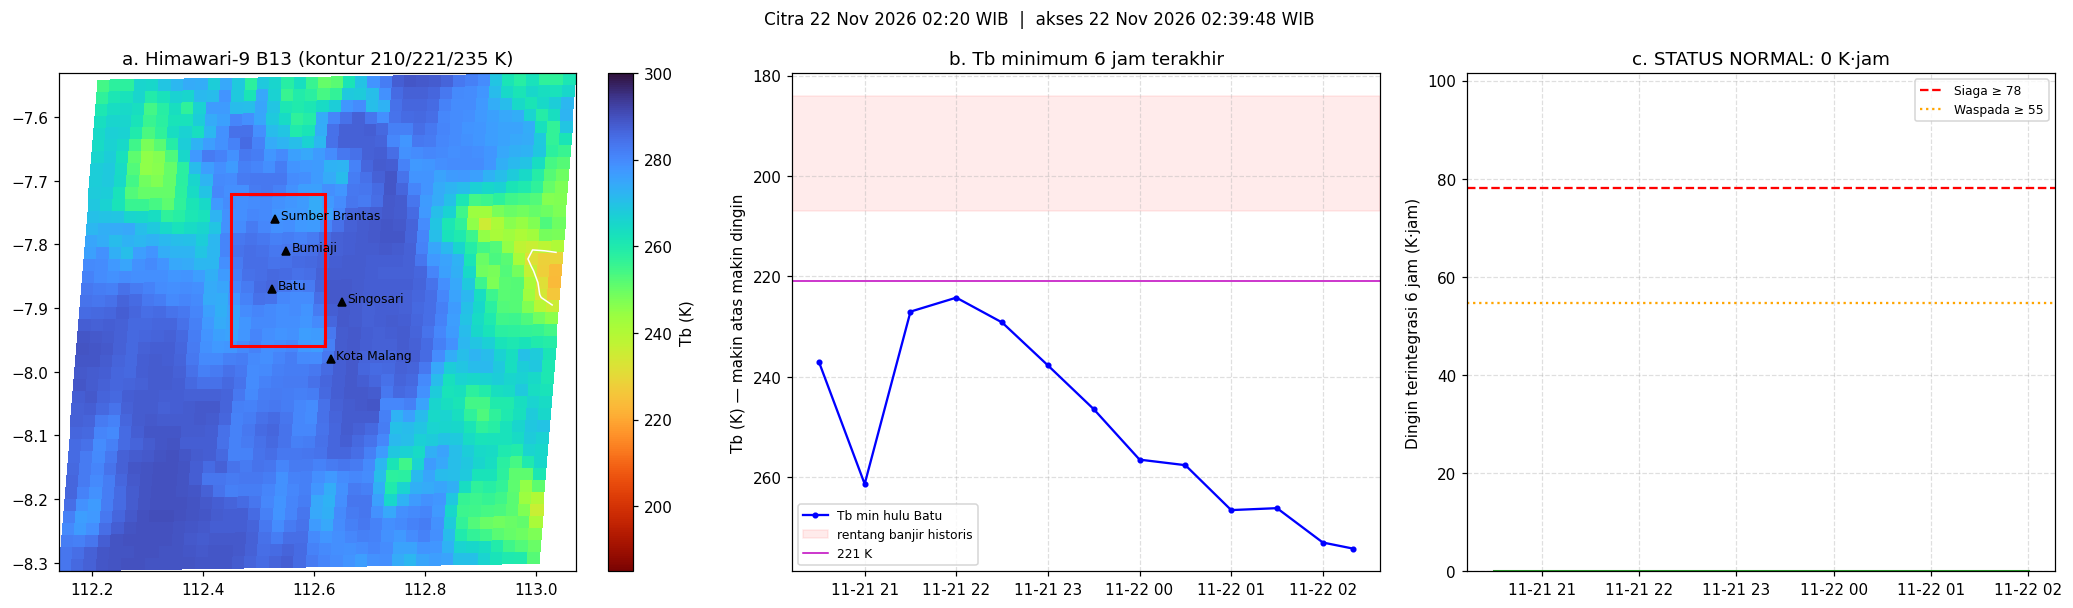 Citra 22 Nov 2026 02:20 WIB | akses 22 Nov 2026 02:39:48 WIB
a. Himawari-9 B13 (kontur 210/221/235 K)
−7.6
−7.7
−7.8
−7.9
−8.0
−8.1
−8.2
−8.3
112.2
112.4
112.6
112.8
113.0
Sumber Brantas
Bumiaji
Batu
Singosari
Kota Malang
300
280
260
240
220
200
Tb (K)
b. Tb minimum 6 jam terakhir
Tb (K) — makin atas makin dingin
180
200
220
240
260
Tb min hulu Batu
rentang banjir historis
221 K
11-21 21
11-21 22
11-21 23
11-22 00
11-22 01
11-22 02
c. STATUS NORMAL: 0 K·jam
Dingin terintegrasi 6 jam (K·jam)
100
80
60
40
20
0
Siaga ≥ 78
Waspada ≥ 55
11-21 21
11-21 22
11-21 23
11-22 00
11-22 01
11-22 02